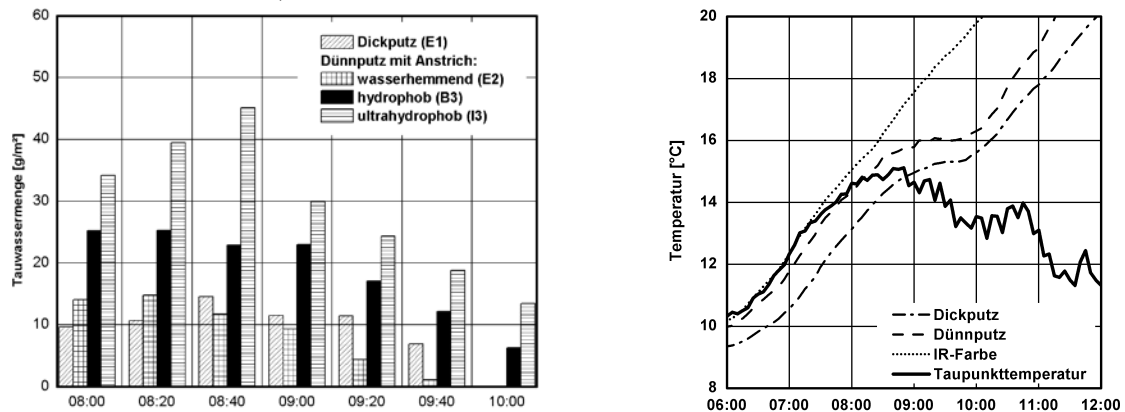 60
50
40
30
20
10
0
Tauwassermenge [g/m²]
Dickputz (E1)
Dünnputz mit Anstrich:
wasserhemmend (E2)
hydrophob (B3)
ultrahydrophob (I3)
08:00 08:20 08:40 09:00 09:20 09:40 10:00
20
18
16
14
12
10
8
Temperatur [°C]
Dickputz
Dünnputz
IR-Farbe
Taupunkttemperatur
06:00 07:00 08:00 09:00 10:00 11:00 12:00